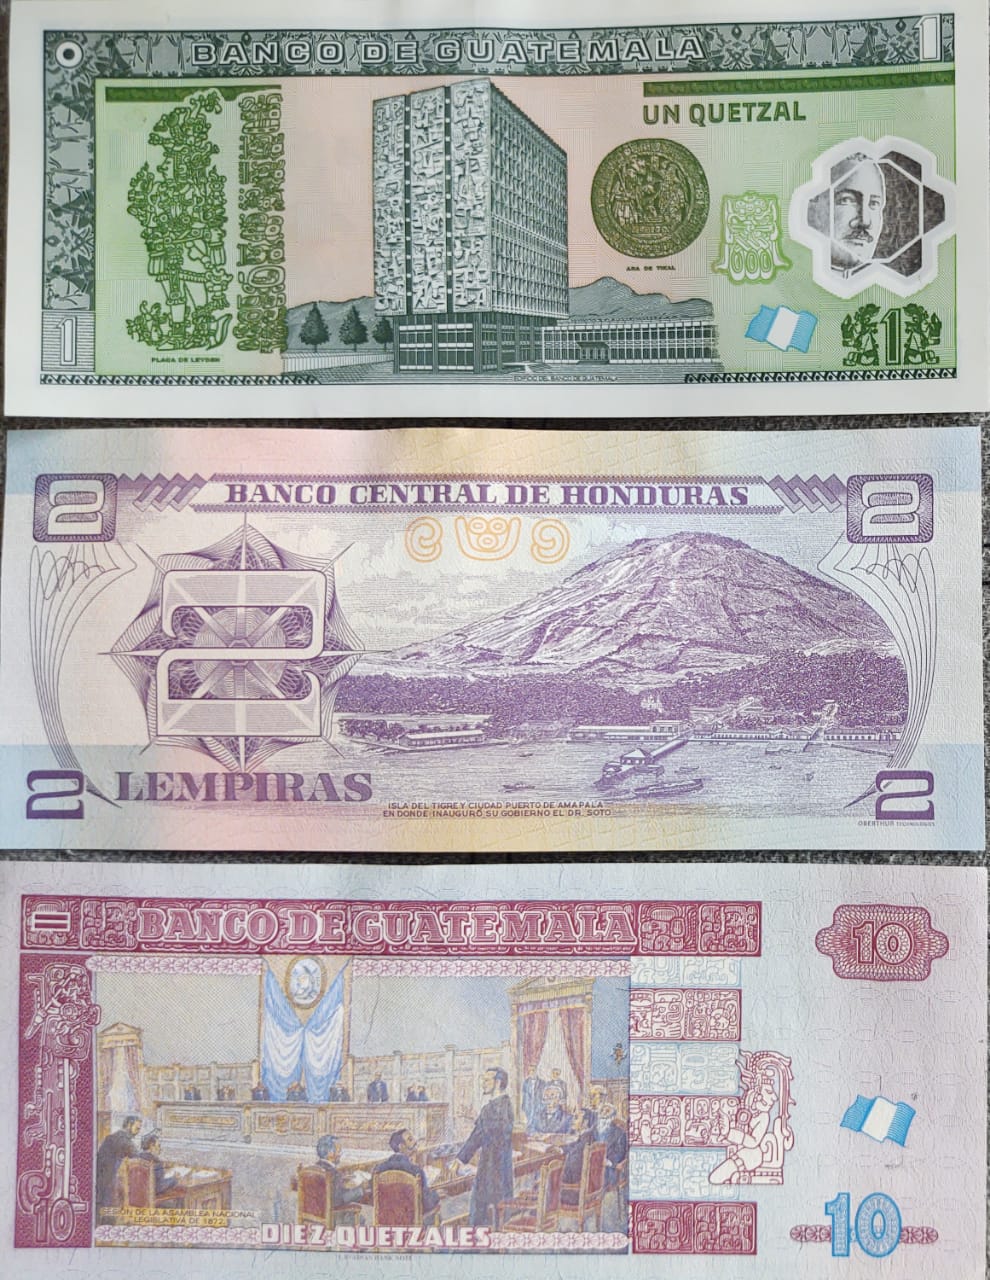 BANCO DE GUATEMALA
1
UN QUETZAL
ARA DE TIKAL
PLACA DE LEYDEN
1
1
EDIFICIO DEL BANCO DE GUATEMALA
2
BANCO CENTRAL DE HONDURAS
2
2
2
LEMPIRAS
2
ISLA DEL TIGRE Y CIUDAD PUERTO DE AMAPALA
EN DONDE INAUGURÓ SU GOBIERNO EL DR. SOTO
OBERTHUR TECHNOLOGIES
BANCO DE GUATEMALA
10
SESIÓN DE LA ASAMBLEA NACIONAL
LEGISLATIVA DE 1872
10
DIEZ QUETZALES
10